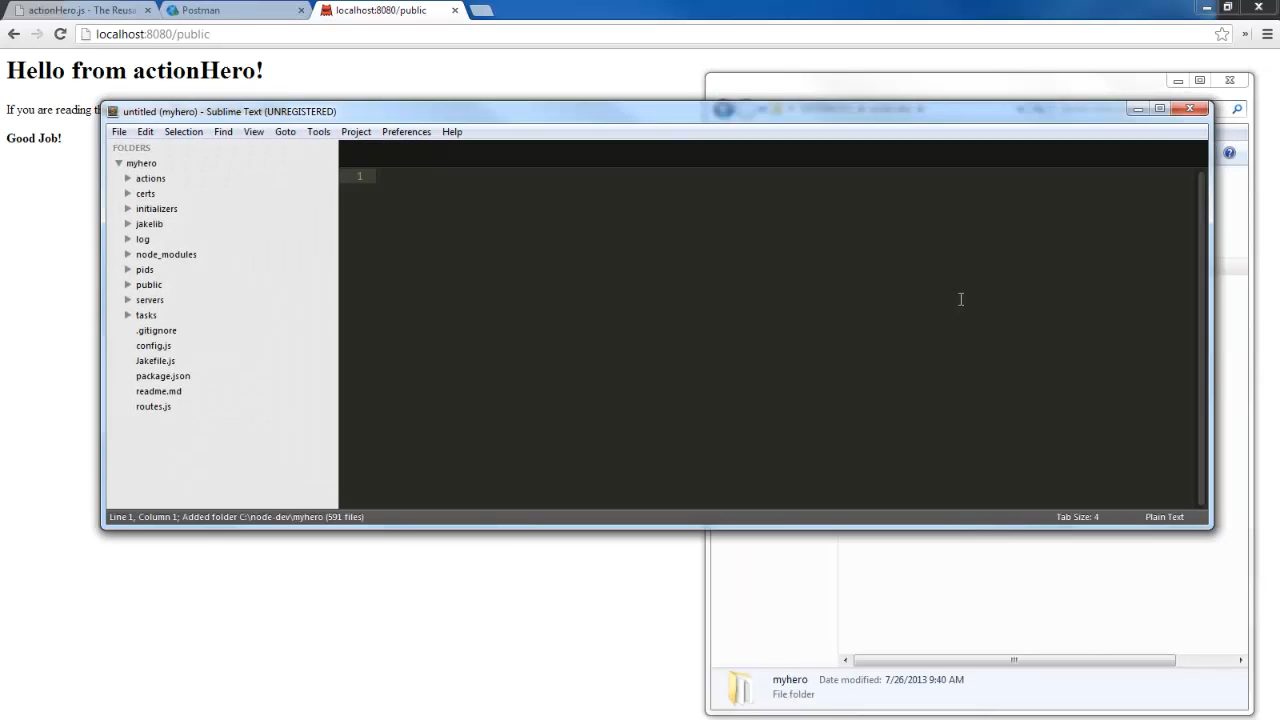 actionHero.js - The Reusa
Postman
localhost:8080/public
localhost:8080/public
Hello from actionHero!
If you are reading th
Good Job!
untitled (myhero) - Sublime Text (UNREGISTERED)
File Edit Selection Find View Goto Tools Project Preferences Help
FOLDERS
myhero
actions
certs
initializers
jakelib
log
node_modules
pids
public
servers
tasks
.gitignore
config.js
Jakefile.js
package.json
readme.md
routes.js
1
Line 1, Column 1; Added folder C:\node-dev\myhero (591 files)
Tab Size: 4
Plain Text
myhero Date modified: 7/26/2013 9:40 AM
File folder